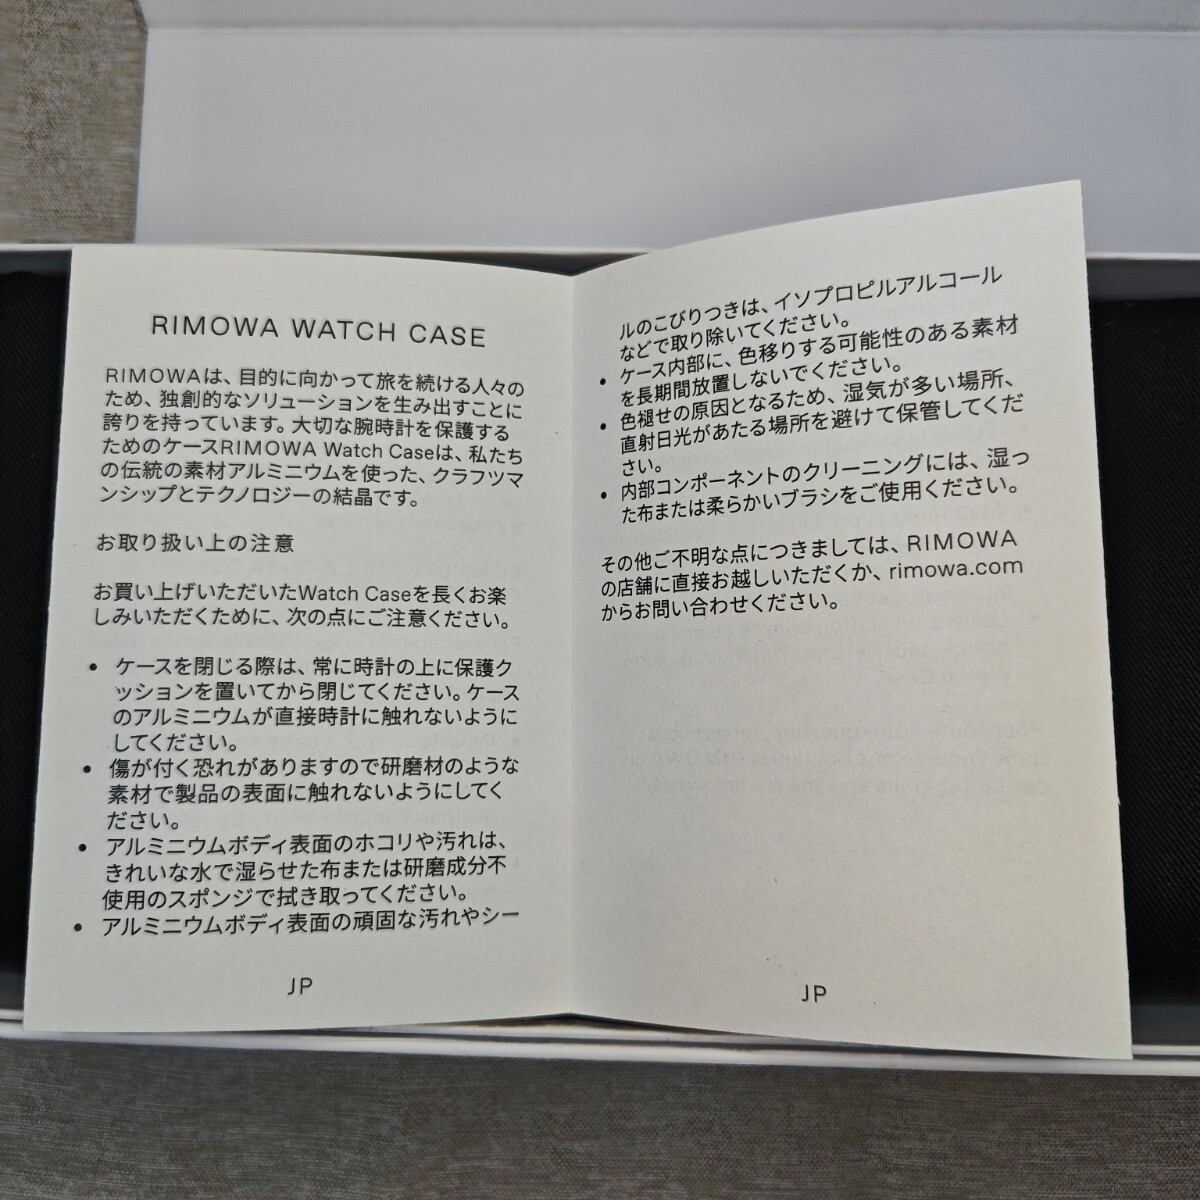 RIMOWA WATCH CASE
RIMOWAは、目的に向かって旅を続ける人々の
ため、独創的なソリューションを生み出すことに
誇りを持っています。大切な腕時計を保護する
ためのケースRIMOWA Watch Caseは、私たち
の伝統の素材アルミニウムを使った、クラフツマ
ンシップとテクノロジーの結晶です。
お取り扱い上の注意
お買い上げいただいたWatch Caseを長くお楽
しみいただくために、次の点にご注意ください。
• ケースを閉じる際は、常に時計の上に保護ク
ッションを置いてから閉じてください。ケース
のアルミニウムが直接時計に触れないように
してください。
• 傷が付く恐れがありますので研磨材のような
素材で製品の表面に触れないようにしてく
ださい。
• アルミニウムボディ表面のホコリや汚れは、
きれいな水で湿らせた布または研磨成分不
使用のスポンジで拭き取ってください。
• アルミニウムボディ表面の頑固な汚れやシー
JP
ルのこびりつきは、イソプロピルアルコール
などで取り除いてください。
• ケース内部に、色移りする可能性のある素材
を長期間放置しないでください。
• 色褪せの原因となるため、湿気が多い場所、
直射日光があたる場所を避けて保管してくだ
さい。
• 内部コンポーネントのクリーニングには、湿っ
た布または柔らかいブラシをご使用ください。
その他ご不明な点につきましては、RIMOWA
の店舗に直接お越しいただくか、rimowa.com
からお問い合わせください。
JP